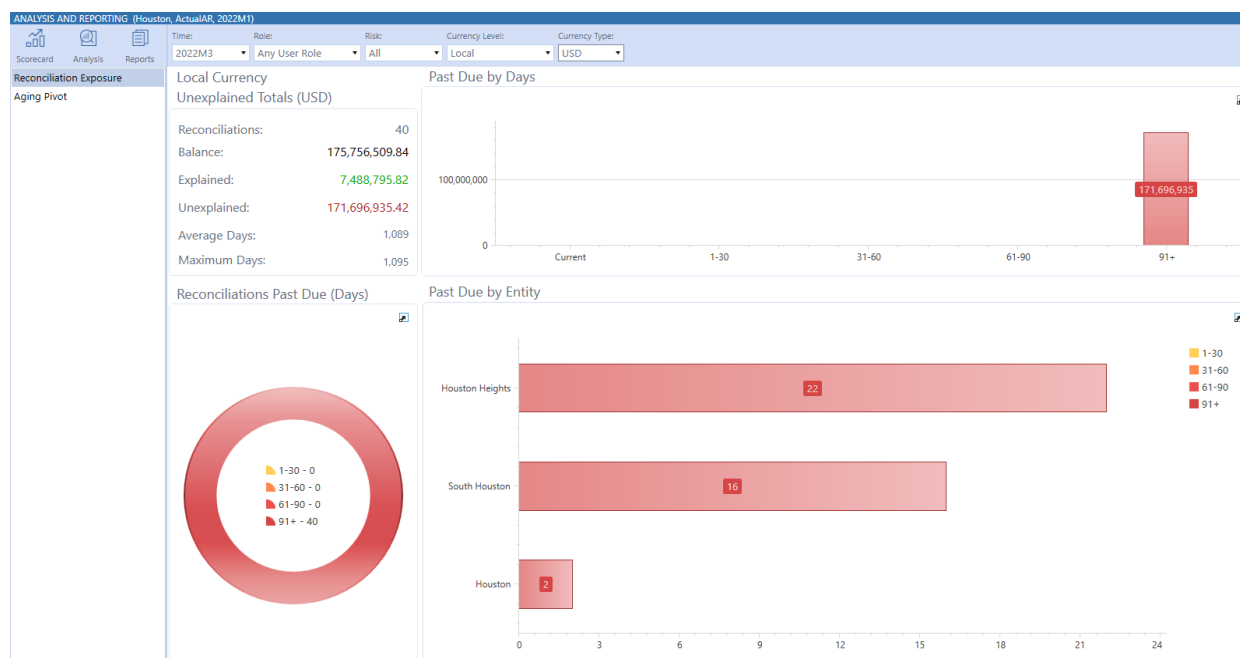 ANALYSIS AND REPORTING (Houston, ActualAR, 2022M1)
Scorecard
Analysis
Reports
Time:
2022M3
Role:
Any User Role
Risk:
All
Currency Level:
Local
Currency Type:
USD
Reconciliation Exposure
Aging Pivot
Local Currency
Unexplained Totals (USD)
Reconciliations: 40
Balance: 175,756,509.84
Explained: 7,488,795.82
Unexplained: 171,696,935.42
Average Days: 1,089
Maximum Days: 1,095
Past Due by Days
100,000,000
0
171,696,935
Current 1-30 31-60 61-90 91+
Reconciliations Past Due (Days)
1-30 - 0
31-60 - 0
61-90 - 0
91+ - 40
Past Due by Entity
Houston Heights 22
South Houston 16
Houston 2
0 3 6 9 12 15 18 21 24
1-30
31-60
61-90
91+